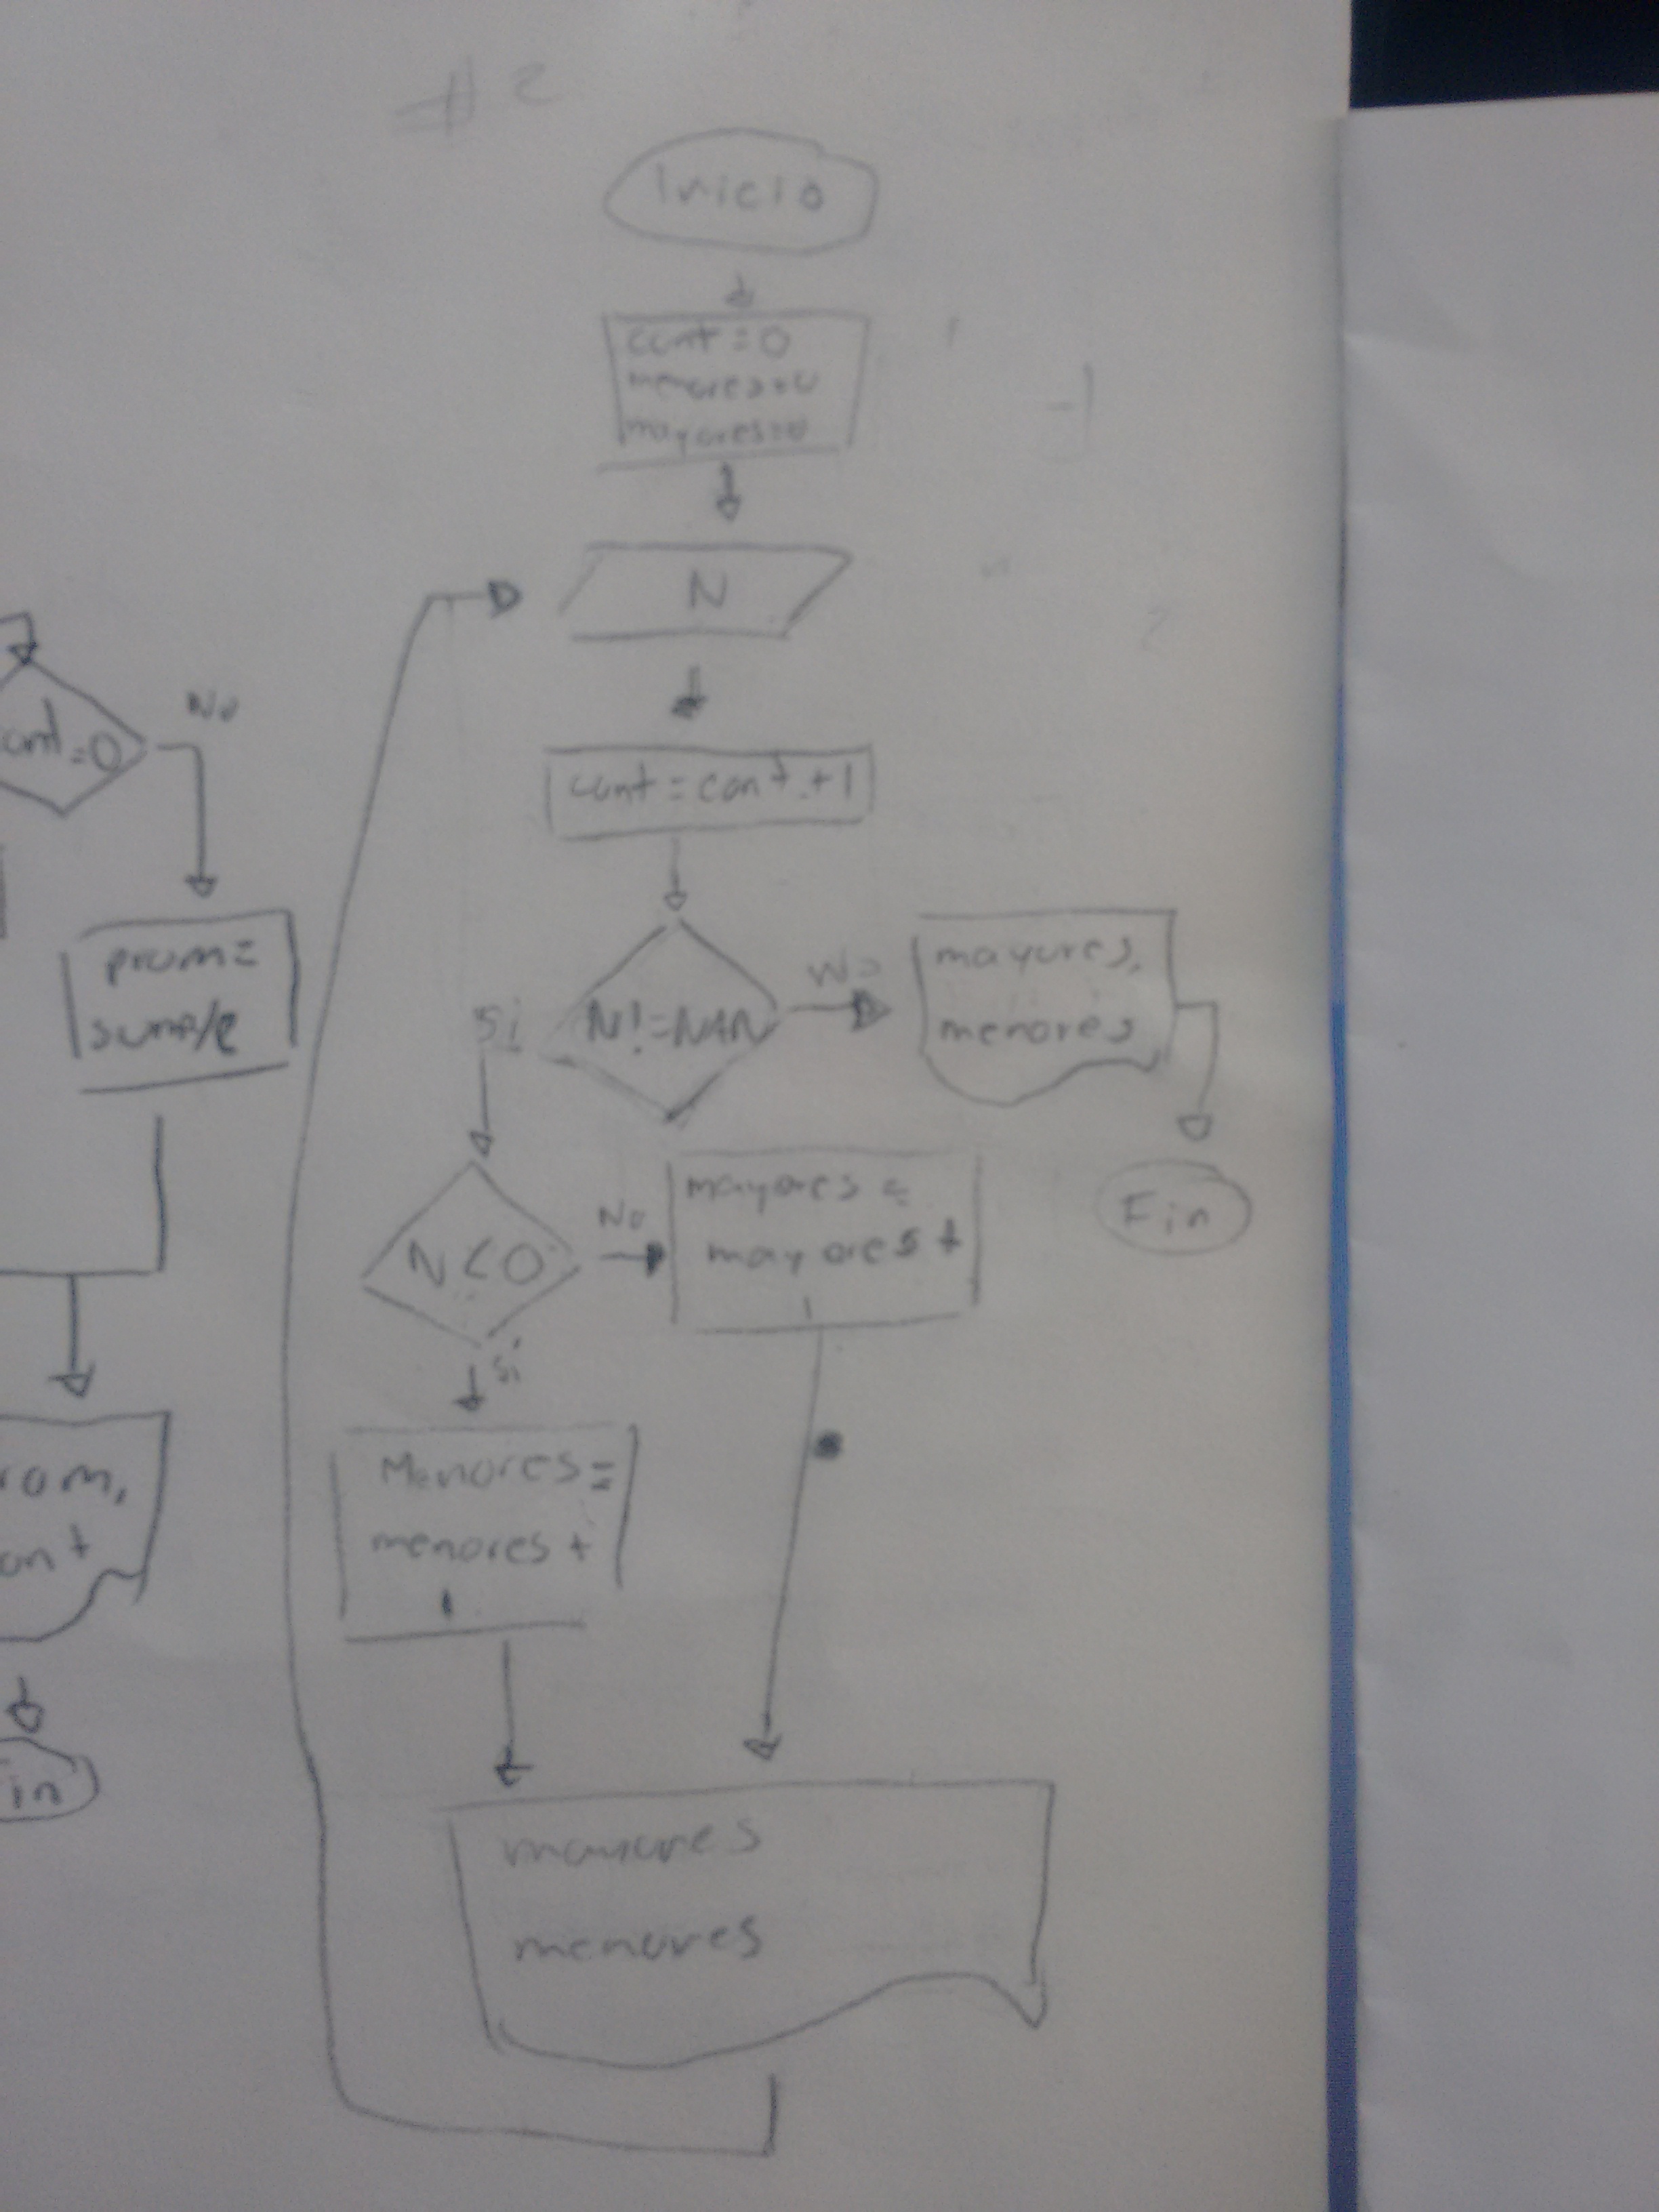 # 2
Inicio
cont = 0
menores=0
mayores=0
N
cont = cont + 1
N!=NAN
No
Si
mayores,
menores
Fin
N<0
No
Si
mayores =
mayores +
1
Menores =
menores +
1
mayores
menores
cont=0
No
prom=
suma/c
rom,
ont
in